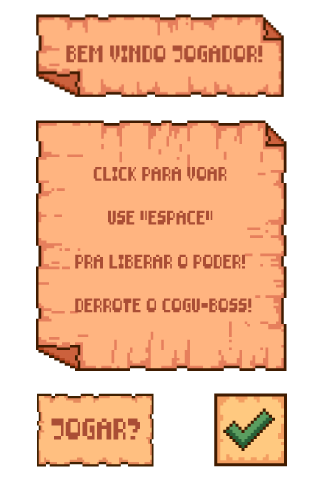 BEM VINDO JOGADOR!
CLICK PARA VOAR
USE "ESPACE"
PRA LIBERAR O PODER!
DERROTE O COGU-BOSS!
JOGAR?